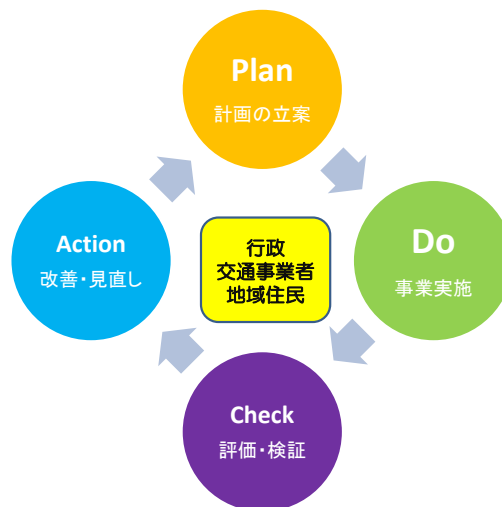 Plan
計画の立案
Action
改善・見直し
行政
交通事業者
地域住民
Do
事業実施
Check
評価・検証